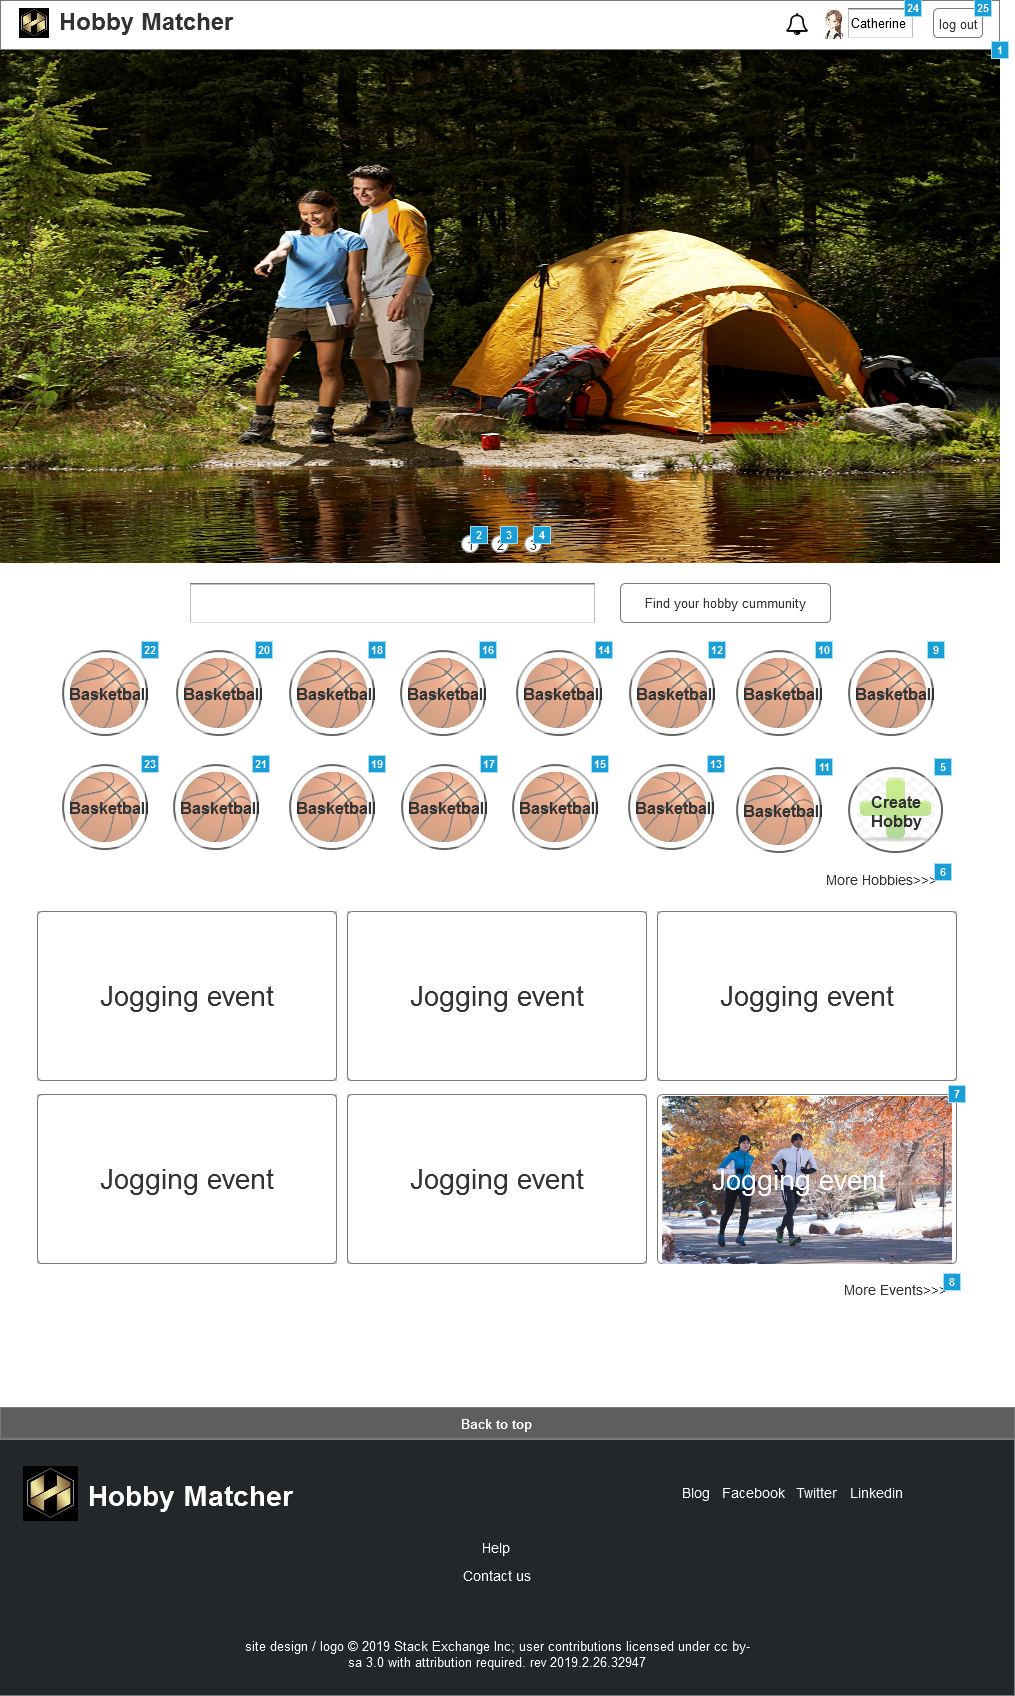 Hobby Matcher
Catherine
24
log out
25
1
1 2 2 3 3 4
Find your hobby cummunity
22 20 18 16 14 12 10 9
Basketball Basketball Basketball Basketball Basketball Basketball Basketball Basketball
23 21 19 17 15 13 11 5
Basketball Basketball Basketball Basketball Basketball Basketball Basketball
Create
Hobby
More Hobbies>>>
6
Jogging event Jogging event Jogging event
7
Jogging event Jogging event Jogging event
More Events>>>
8
Back to top
Hobby Matcher
Blog Facebook Twitter Linkedin
Help
Contact us
site design / logo © 2019 Stack Exchange Inc; user contributions licensed under cc by-
sa 3.0 with attribution required. rev 2019.2.26.32947